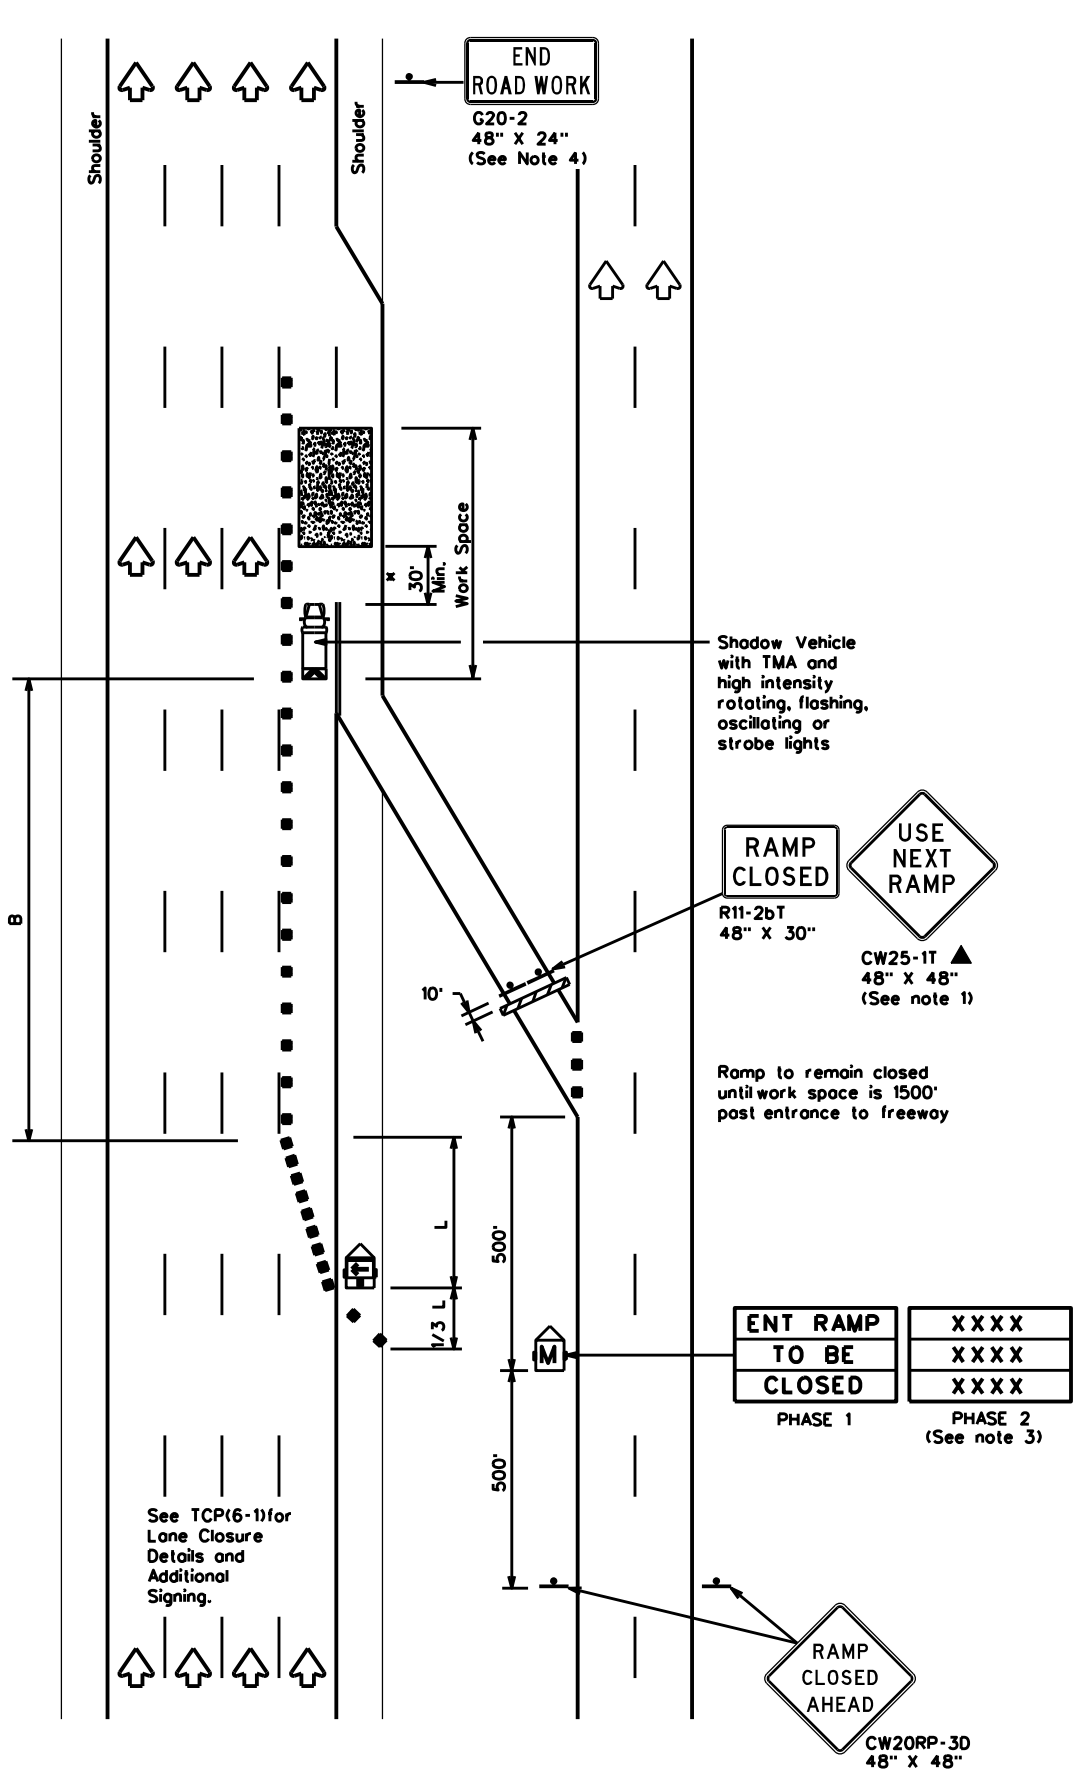 END
ROAD WORK
G20-2
48" X 24"
(See Note 4)
Shoulder
Shoulder
x
30'
Min.
Work Space
Shadow Vehicle
with TMA and
high intensity
rotating, flashing,
oscillating or
strobe lights
RAMP
CLOSED
R11-2bT
48" X 30"
USE
NEXT
RAMP
CW25-1T
48" X 48"
(See note 1)
B
10'
Ramp to remain closed
until work space is 1500'
past entrance to freeway
L
1/3 L
500'
M
ENT RAMP
TO BE
CLOSED
PHASE 1
XXXX
XXXX
XXXX
PHASE 2
(See note 3)
500'
See TCP(6-1)for
Lane Closure
Details and
Additional
Signing.
RAMP
CLOSED
AHEAD
CW20RP-3D
48" X 48"